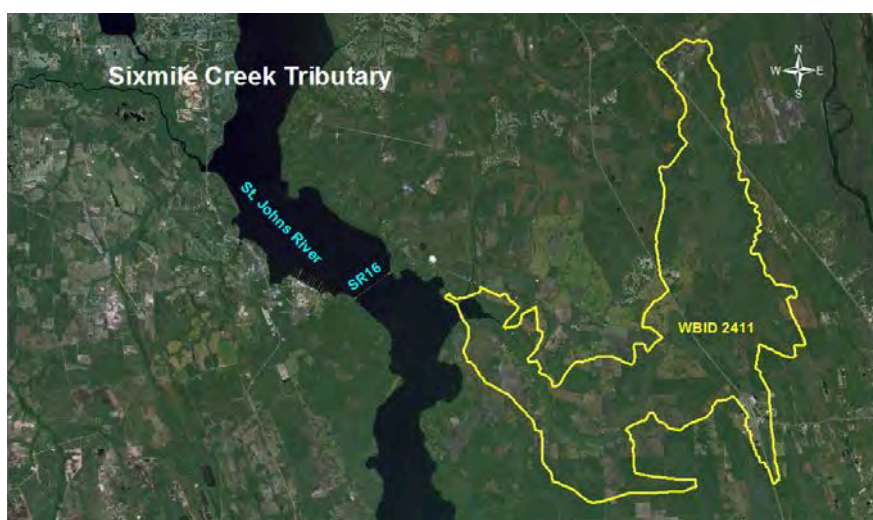 Sixmile Creek Tributary
N
W E
S
St. Johns River
SR16
WBID 2411